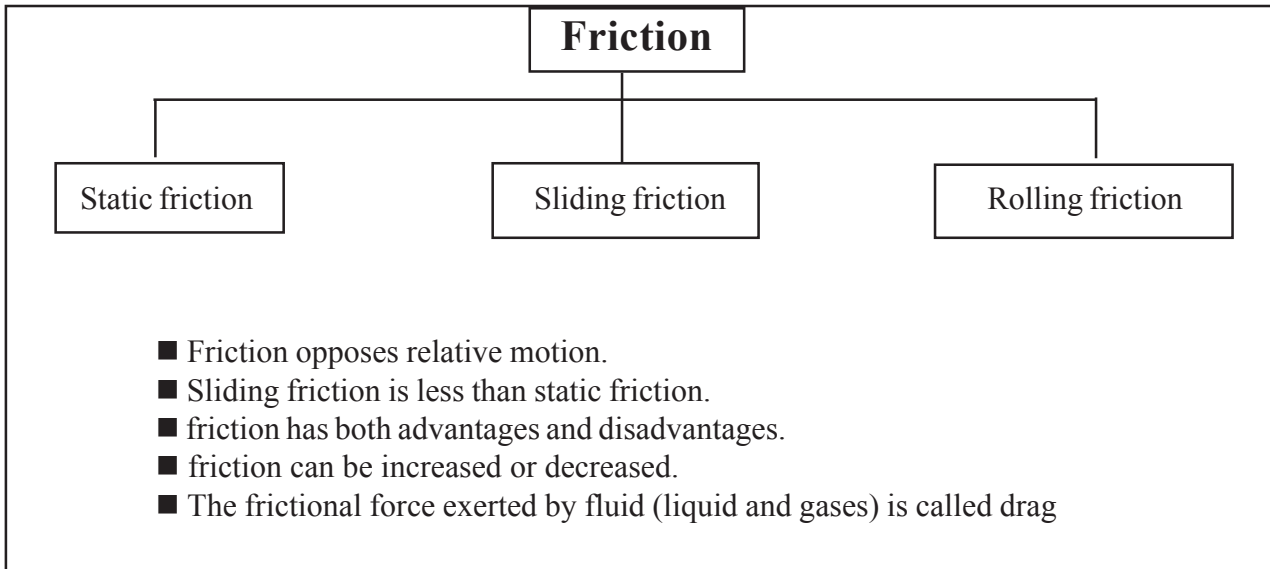 Friction
Static friction
Sliding friction
Rolling friction
■ Friction opposes relative motion.
■ Sliding friction is less than static friction.
■ friction has both advantages and disadvantages.
■ friction can be increased or decreased.
■ The frictional force exerted by fluid (liquid and gases) is called drag